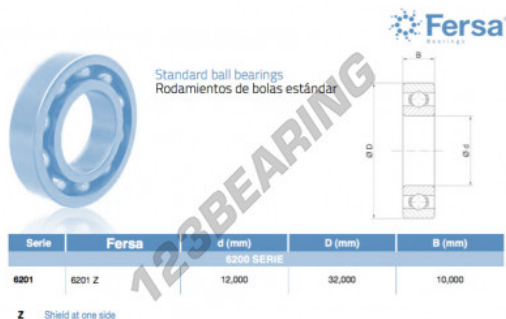 Fersa
Bearings
Standard ball bearings
Rodamientos de bolas estándar
B
Ø D
Ø d
123BEARING
Serie Fersa d (mm) D (mm) B (mm)
6200 SERIE
6201 6201 Z 12,000 32,000 10,000
Z Shield at one side